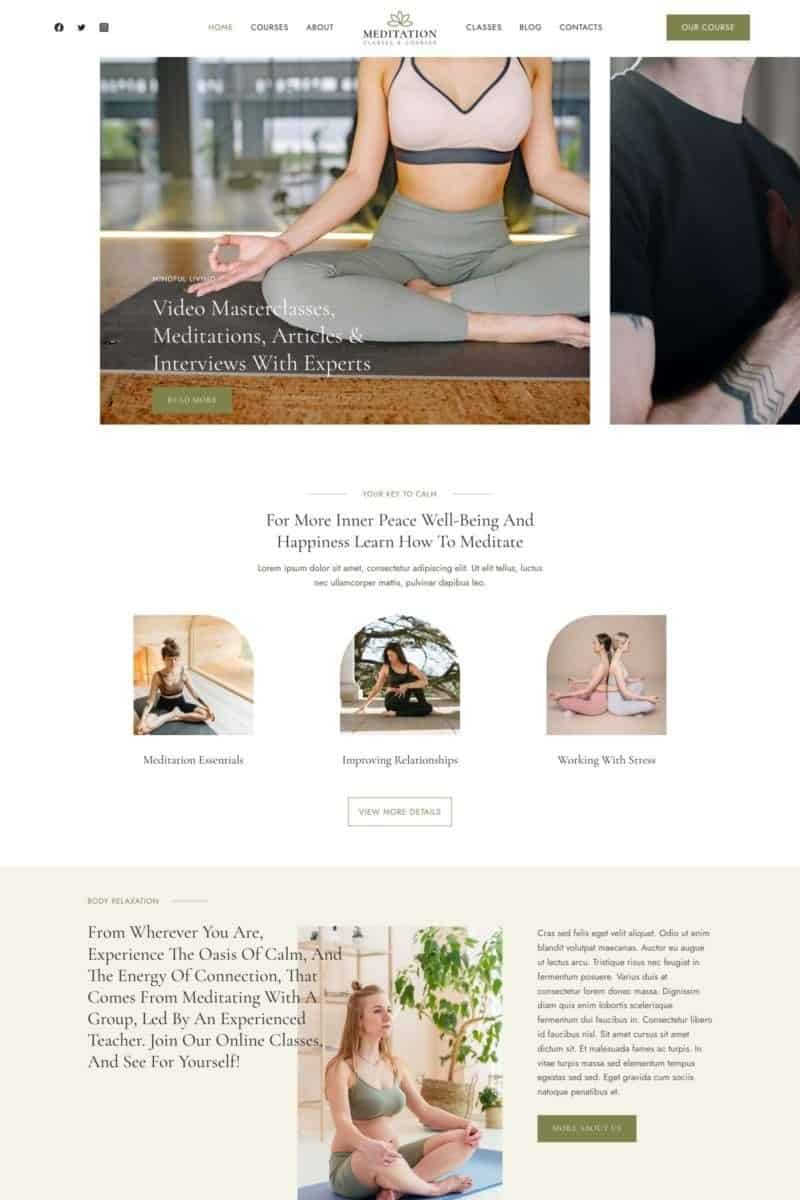 HOME
COURSES
ABOUT
MEDITATION
CLASSES & COURSES
CLASSES
BLOG
CONTACTS
OUR COURSE
MINDFUL LIVING
Video Masterclasses,
Meditations, Articles &
Interviews With Experts
READ MORE
YOUR KEY TO CALM
For More Inner Peace Well-Being And
Happiness Learn How To Meditate
Lorem ipsum dolor sit amet, consectetur adipiscing elit. Ut elit tellus, luctus
nec ullamcorper mattis, pulvinar dapibus leo.
Meditation Essentials
Improving Relationships
Working With Stress
VIEW MORE DETAILS
BODY RELAXATION
From Wherever You Are,
Experience The Oasis Of Calm, And
The Energy Of Connection, That
Comes From Meditating With A
Group, Led By An Experienced
Teacher. Join Our Online Classes,
And See For Yourself!
Cras sed felis eget velit aliquet. Odio ut enim
blandit volutpat maecenas. Auctor eu augue
ut lectus arcu. Tristique risus nec feugiat in
fermentum posuere. Varius duis at
consectetur lorem donec massa. Dignissim
diam quis enim lobortis scelerisque
fermentum dui faucibus in. Consectetur libero
id faucibus nisl. Sit amet cursus sit amet
dictum sit. Et malesuada fames ac turpis. In
vitae turpis massa sed elementum tempus
egestas sed sed. Eget gravida cum sociis
natoque penatibus et.
MORE ABOUT US